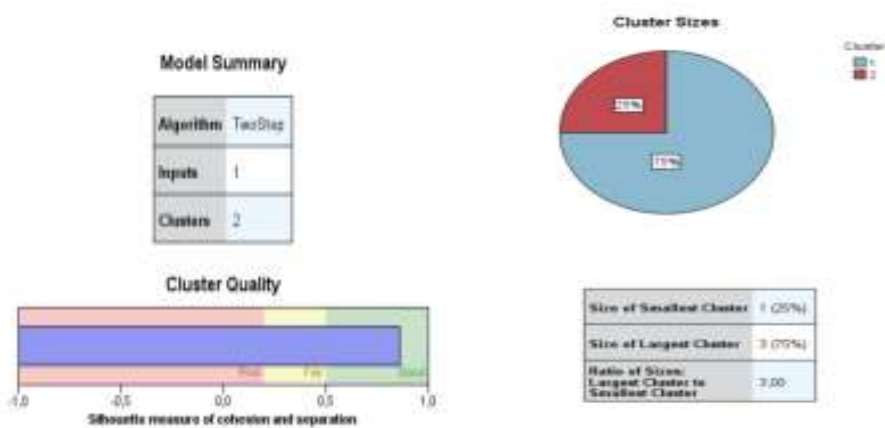 Model Summary
Algorithm TwoStep
Inputs 1
Clusters 2
Cluster Quality
Poor Fair Good
-1,0 -0,5 0,0 0,5 1,0
Silhouette measure of cohesion and separation
Cluster Sizes
Cluster
1
2
25%
75%
Size of Smallest Cluster 1 (25%)
Size of Largest Cluster 3 (75%)
Ratio of Sizes:
Largest Cluster to
Smallest Cluster 3,00